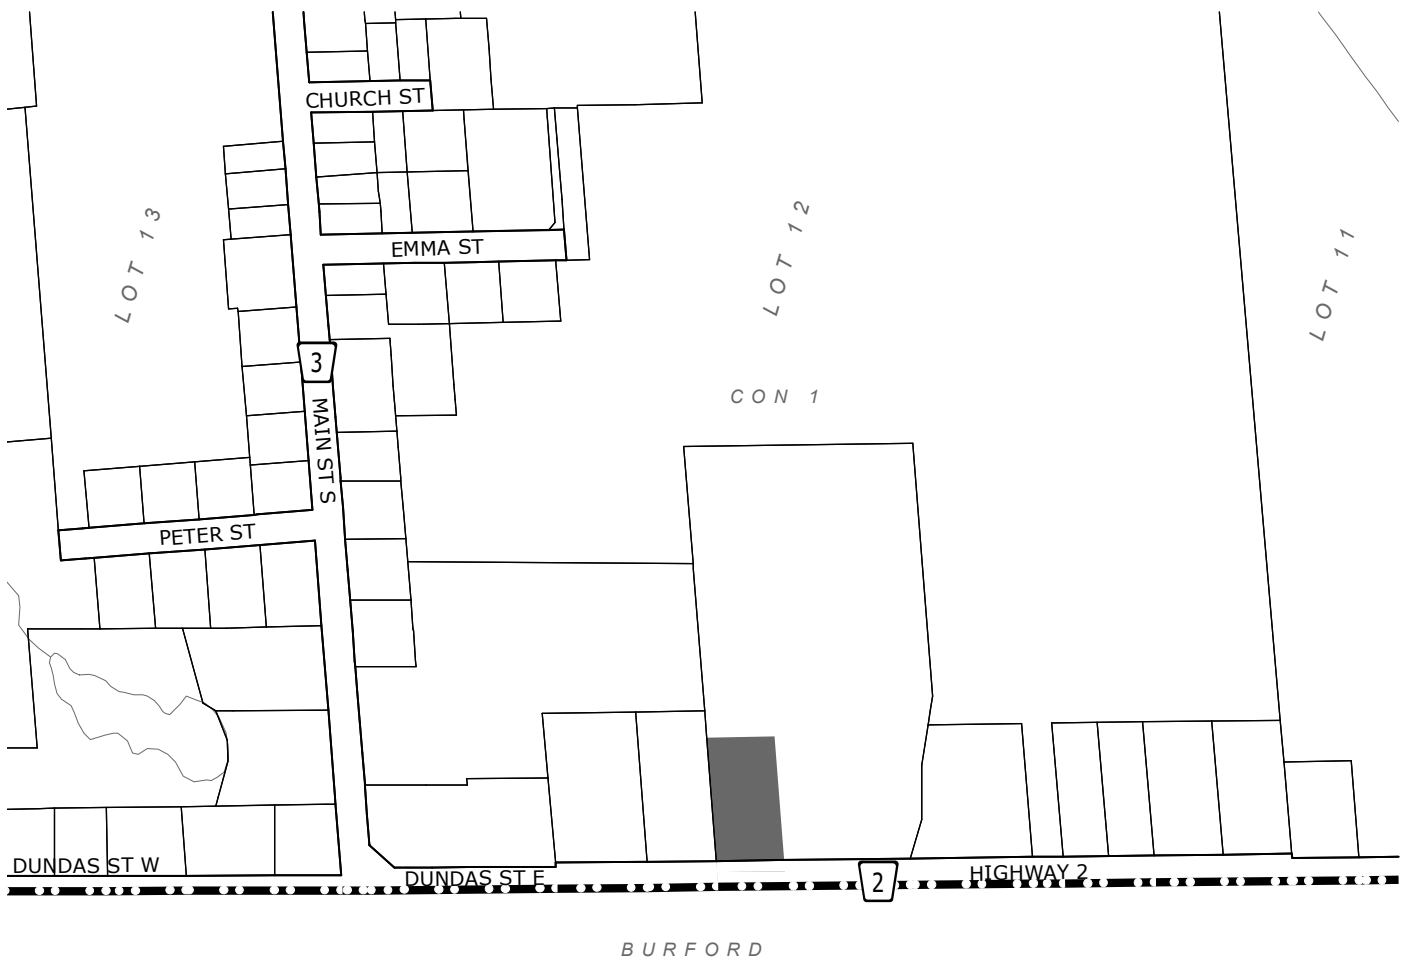 CHURCH ST
LOT 13
LOT 12
LOT 11
EMMA ST
3
CON 1
MAIN ST S
PETER ST
DUNDAS ST W
DUNDAS ST E
2
HIGHWAY 2
BURFORD